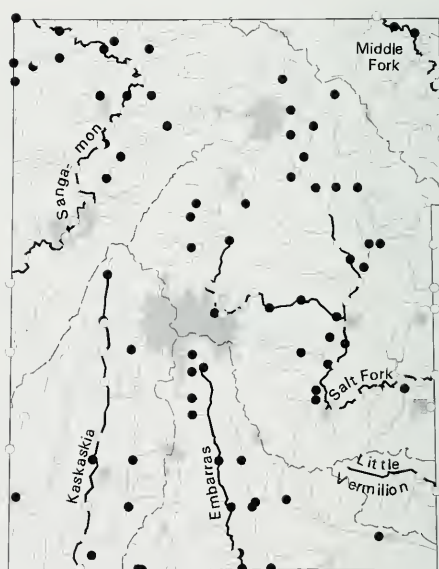 Middle
Fork
Sanga-
mon
Salt Fork
Kaskaskia
Embarras
Little
Vermilion